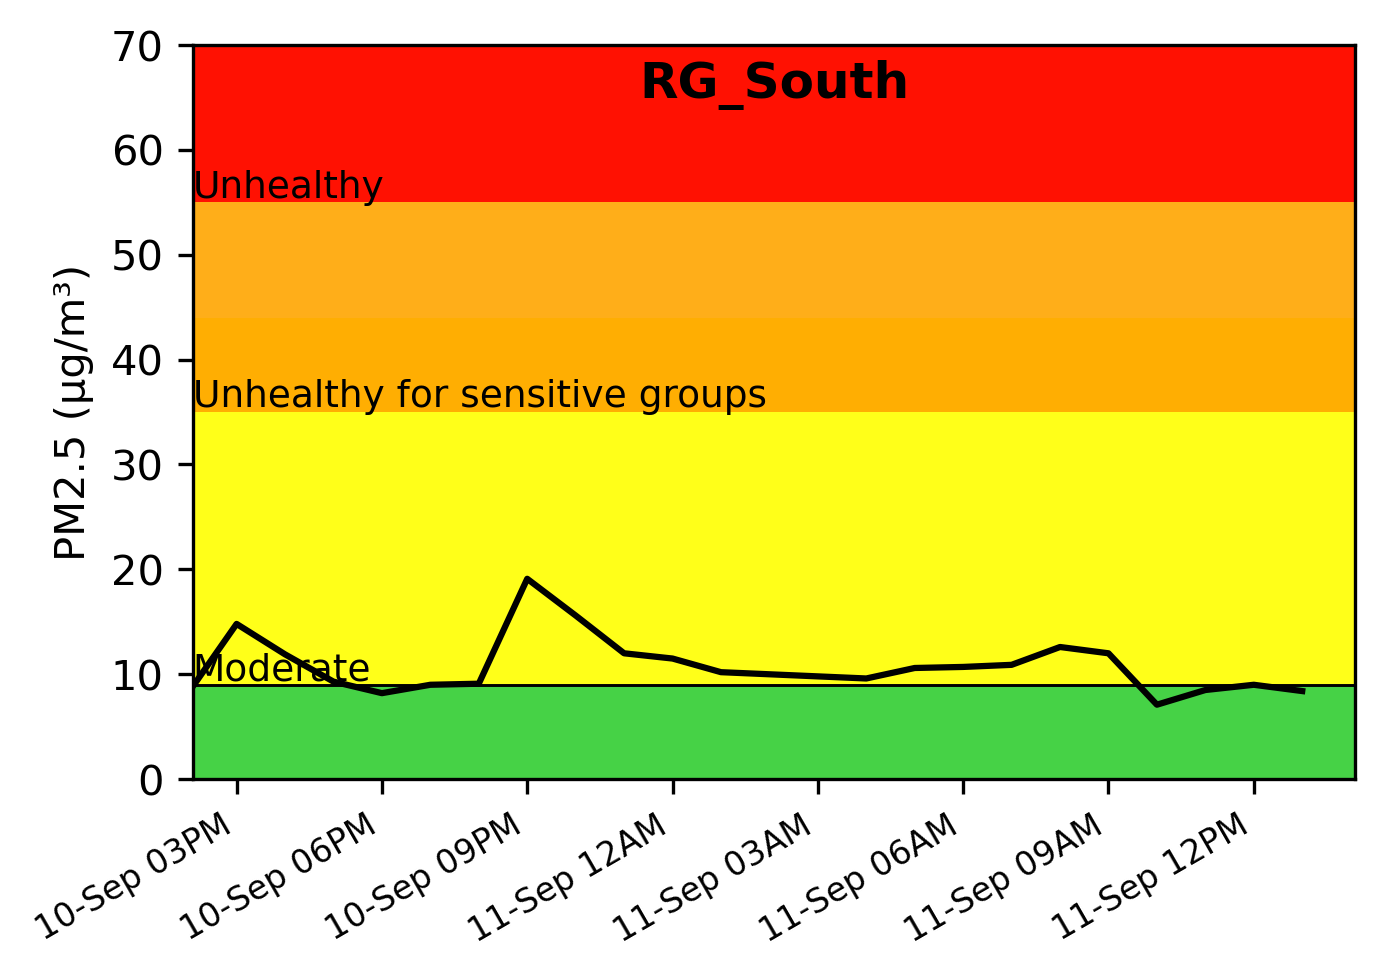 RG_South
70
60
50
40
30
20
10
0
PM2.5 (µg/m³)
Unhealthy
Unhealthy for sensitive groups
Moderate
10-Sep 03PM
10-Sep 06PM
10-Sep 09PM
11-Sep 12AM
11-Sep 03AM
11-Sep 06AM
11-Sep 09AM
11-Sep 12PM